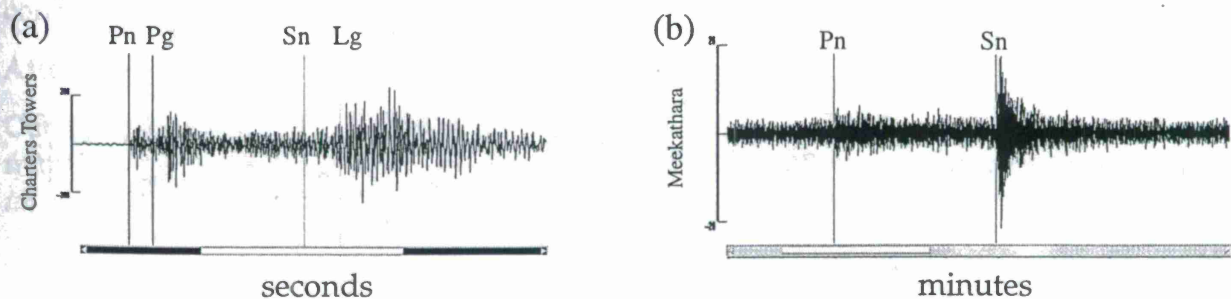 (a)
Pn Pg Sn Lg
Charters Towers
seconds
(b)
Pn Sn
Meekathara
minutes